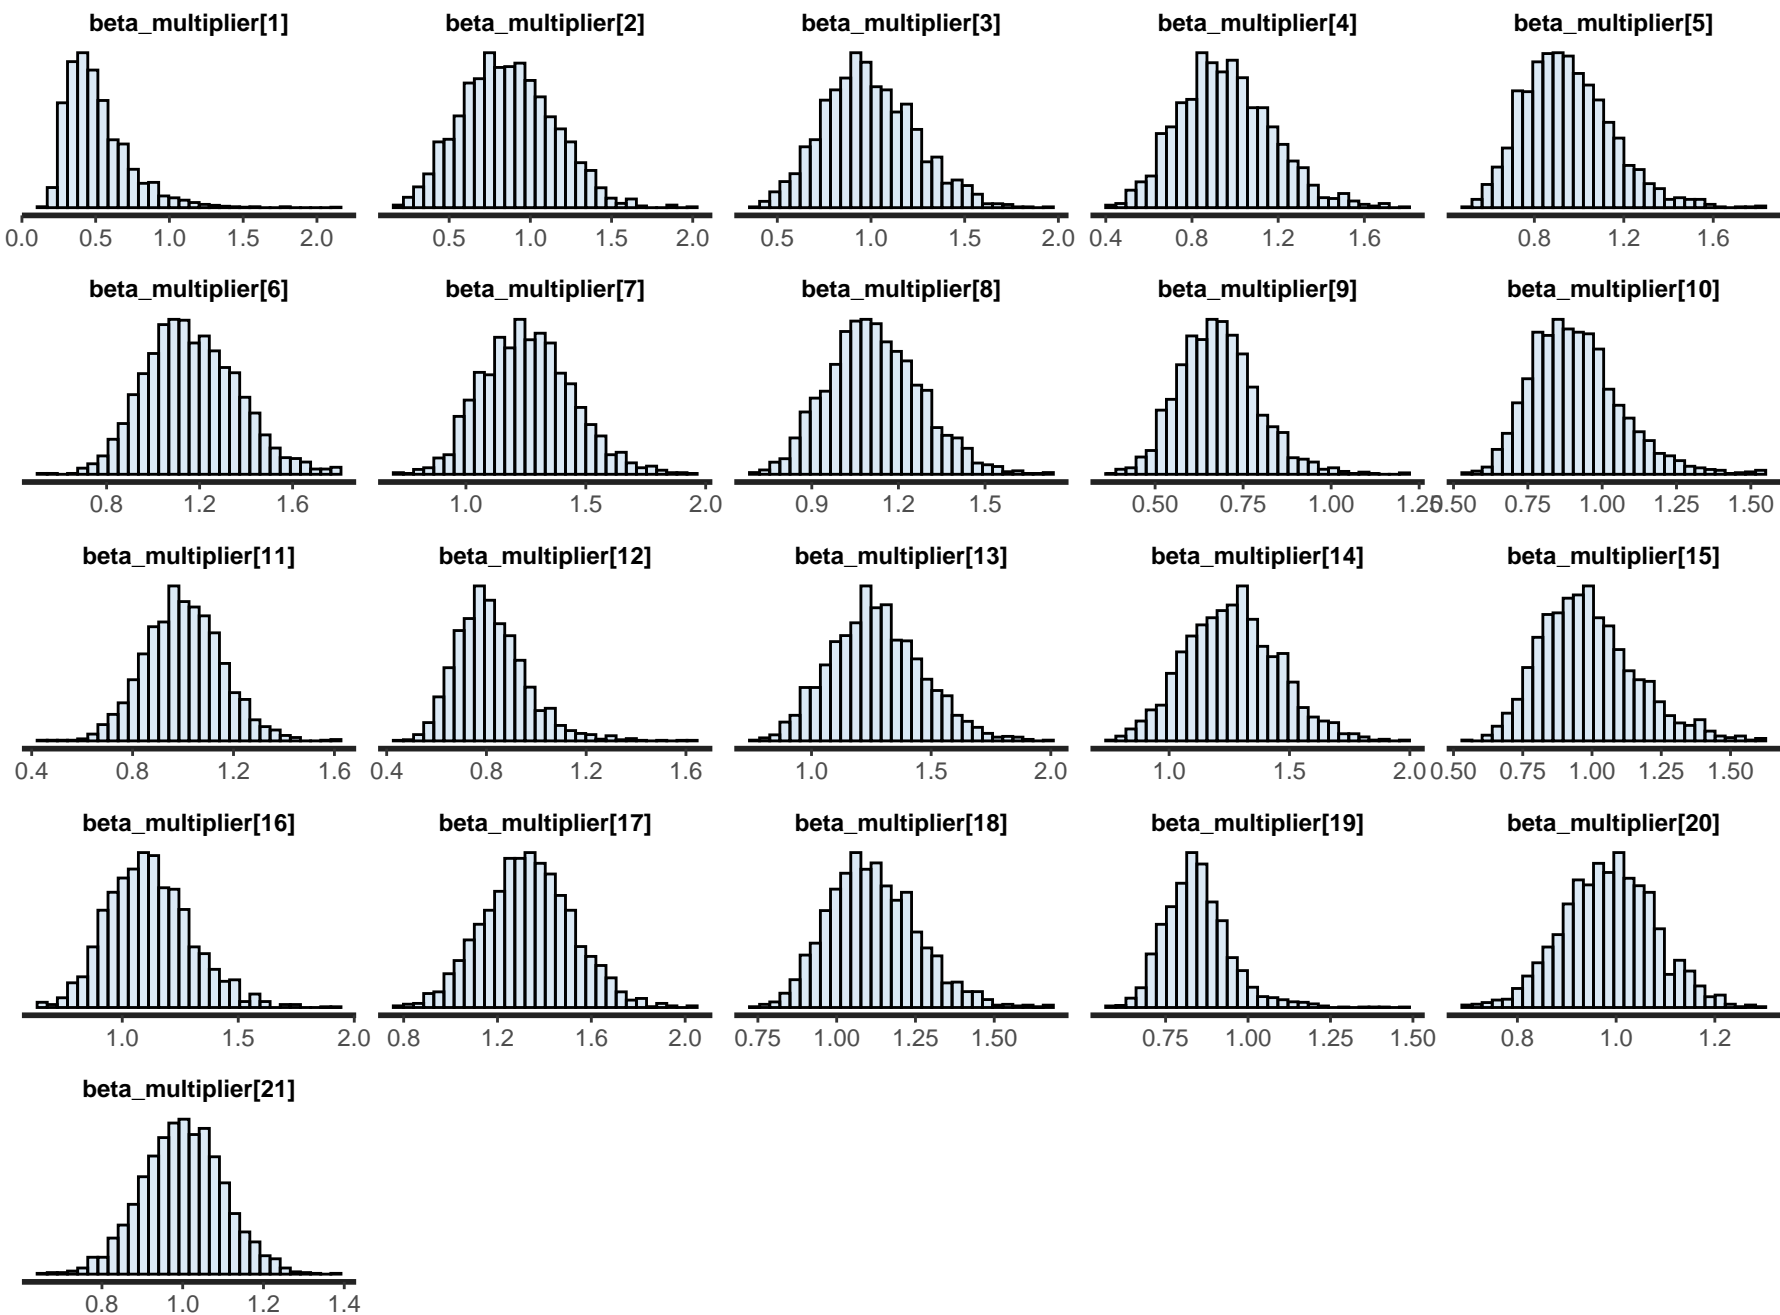 beta_multiplier[1] beta_multiplier[2] beta_multiplier[3] beta_multiplier[4] beta_multiplier[5]
0.0 0.5 1.0 1.5 2.0 0.5 1.0 1.5 2.0 0.5 1.0 1.5 2.0 0.4 0.8 1.2 1.6 0.8 1.2 1.6
beta_multiplier[6] beta_multiplier[7] beta_multiplier[8] beta_multiplier[9] beta_multiplier[10]
0.8 1.2 1.6 1.0 1.5 2.0 0.9 1.2 1.5 0.50 0.75 1.00 1.25 0.50 0.75 1.00 1.25 1.50
beta_multiplier[11] beta_multiplier[12] beta_multiplier[13] beta_multiplier[14] beta_multiplier[15]
0.4 0.8 1.2 1.6 0.4 0.8 1.2 1.6 1.0 1.5 2.0 1.0 1.5 2.0 0.50 0.75 1.00 1.25 1.50
beta_multiplier[16] beta_multiplier[17] beta_multiplier[18] beta_multiplier[19] beta_multiplier[20]
1.0 1.5 2.0 0.8 1.2 1.6 2.0 0.75 1.00 1.25 1.50 0.75 1.00 1.25 1.50 0.8 1.0 1.2
beta_multiplier[21]
0.8 1.0 1.2 1.4